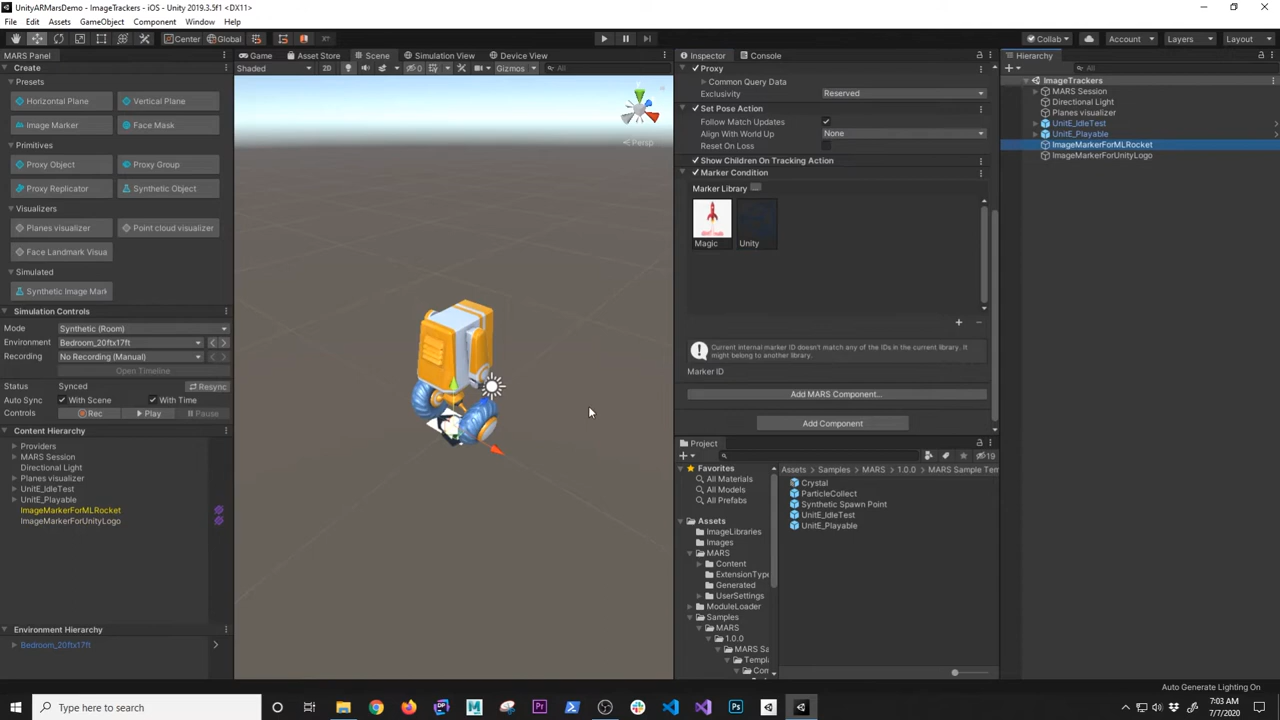 UnityARMarsDemo - ImageTrackers - iOS - Unity 2019.3.5f1 <DX11>
File Edit Assets GameObject Component Window Help
Center Global Collab Account Layers Layout
MARS Panel
Create
Presets
Horizontal Plane Vertical Plane
Image Marker Face Mask
Primitives
Proxy Object Proxy Group
Proxy Replicator Synthetic Object
Visualizers
Planes visualizer Point cloud visualizer
Face Landmark Visua
Simulated
Synthetic Image Mark
Simulation Controls
Mode Synthetic (Room)
Environment Bedroom_20ftx17ft
Recording No Recording (Manual)
Open Timeline
Status Synced Resync
Auto Sync With Scene With Time
Controls Rec Play Pause
Content Hierarchy
Providers
MARS Session
Directional Light
Planes visualizer
UnitE_IdleTest
UnitE_Playable
ImageMarkerForMLRocket
ImageMarkerForUnityLogo
Environment Hierarchy
Bedroom_20ftx17ft
Game Asset Store Scene Simulation View Device View
Shaded 2D 0 Gizmos All
Persp
Inspector Console
Proxy
Common Query Data
Exclusivity Reserved
Set Pose Action
Follow Match Updates
Align With World Up None
Reset On Loss
Show Children On Tracking Action
Marker Condition
Marker Library
Magic Unity
Current internal marker ID doesn't match any of the IDs in the current library. It
might belong to another library.
Marker ID
Add MARS Component...
Add Component
Project
19
Favorites
All Materials
All Models
All Prefabs
Assets
ImageLibraries
Images
MARS
Content
ExtensionType
Generated
UserSettings
ModuleLoader
Samples
MARS
1.0.0
MARS Sa
Templ
Com
Assets Samples MARS 1.0.0 MARS Sample Tem
Crystal
ParticleCollect
Synthetic Spawn Point
UnitE_IdleTest
UnitE_Playable
Hierarchy
All
ImageTrackers
MARS Session
Directional Light
Planes visualizer
UnitE_IdleTest
UnitE_Playable
ImageMarkerForMLRocket
ImageMarkerForUnityLogo
Auto Generate Lighting On
Type here to search
7:03 AM
7/7/2020